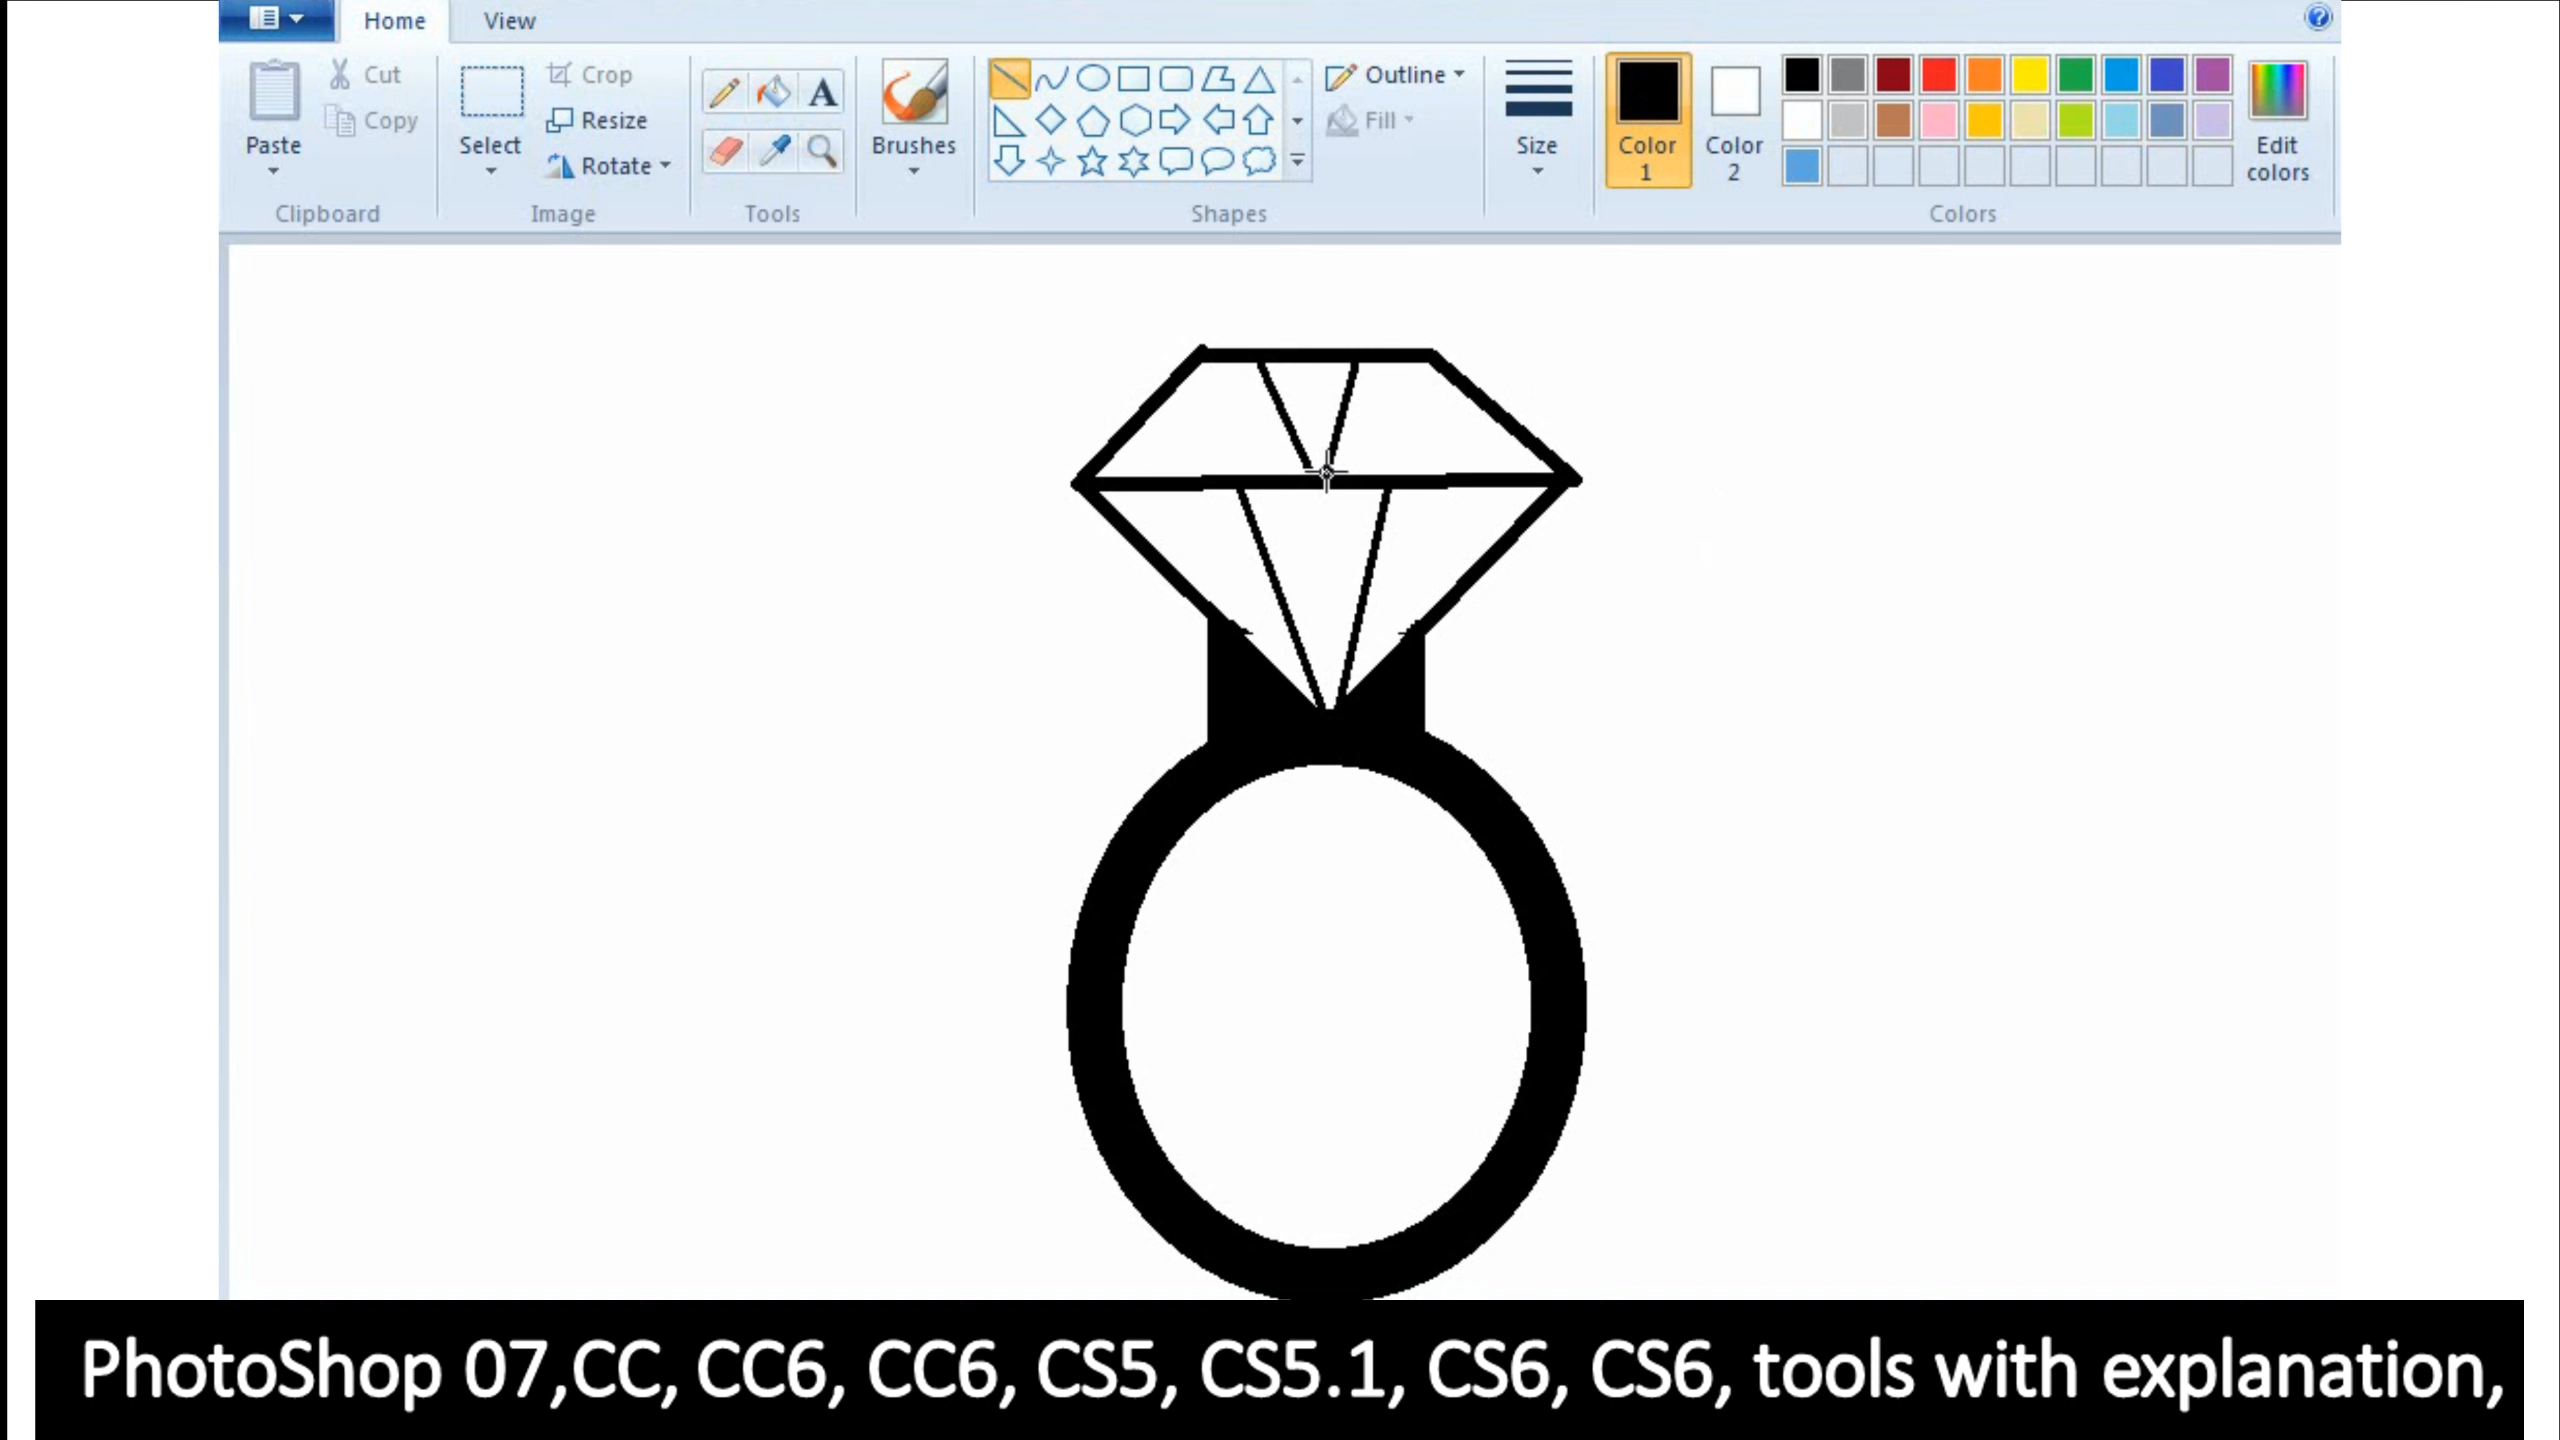 Home View
Cut Crop Outline
Copy Resize A Fill
Paste Select Rotate Brushes Size Color 1 Color 2 Edit colors
Clipboard Image Tools Shapes Colors
PhotoShop 07,CC, CC6, CC6, CS5, CS5.1, CS6, CS6, tools with explanation,